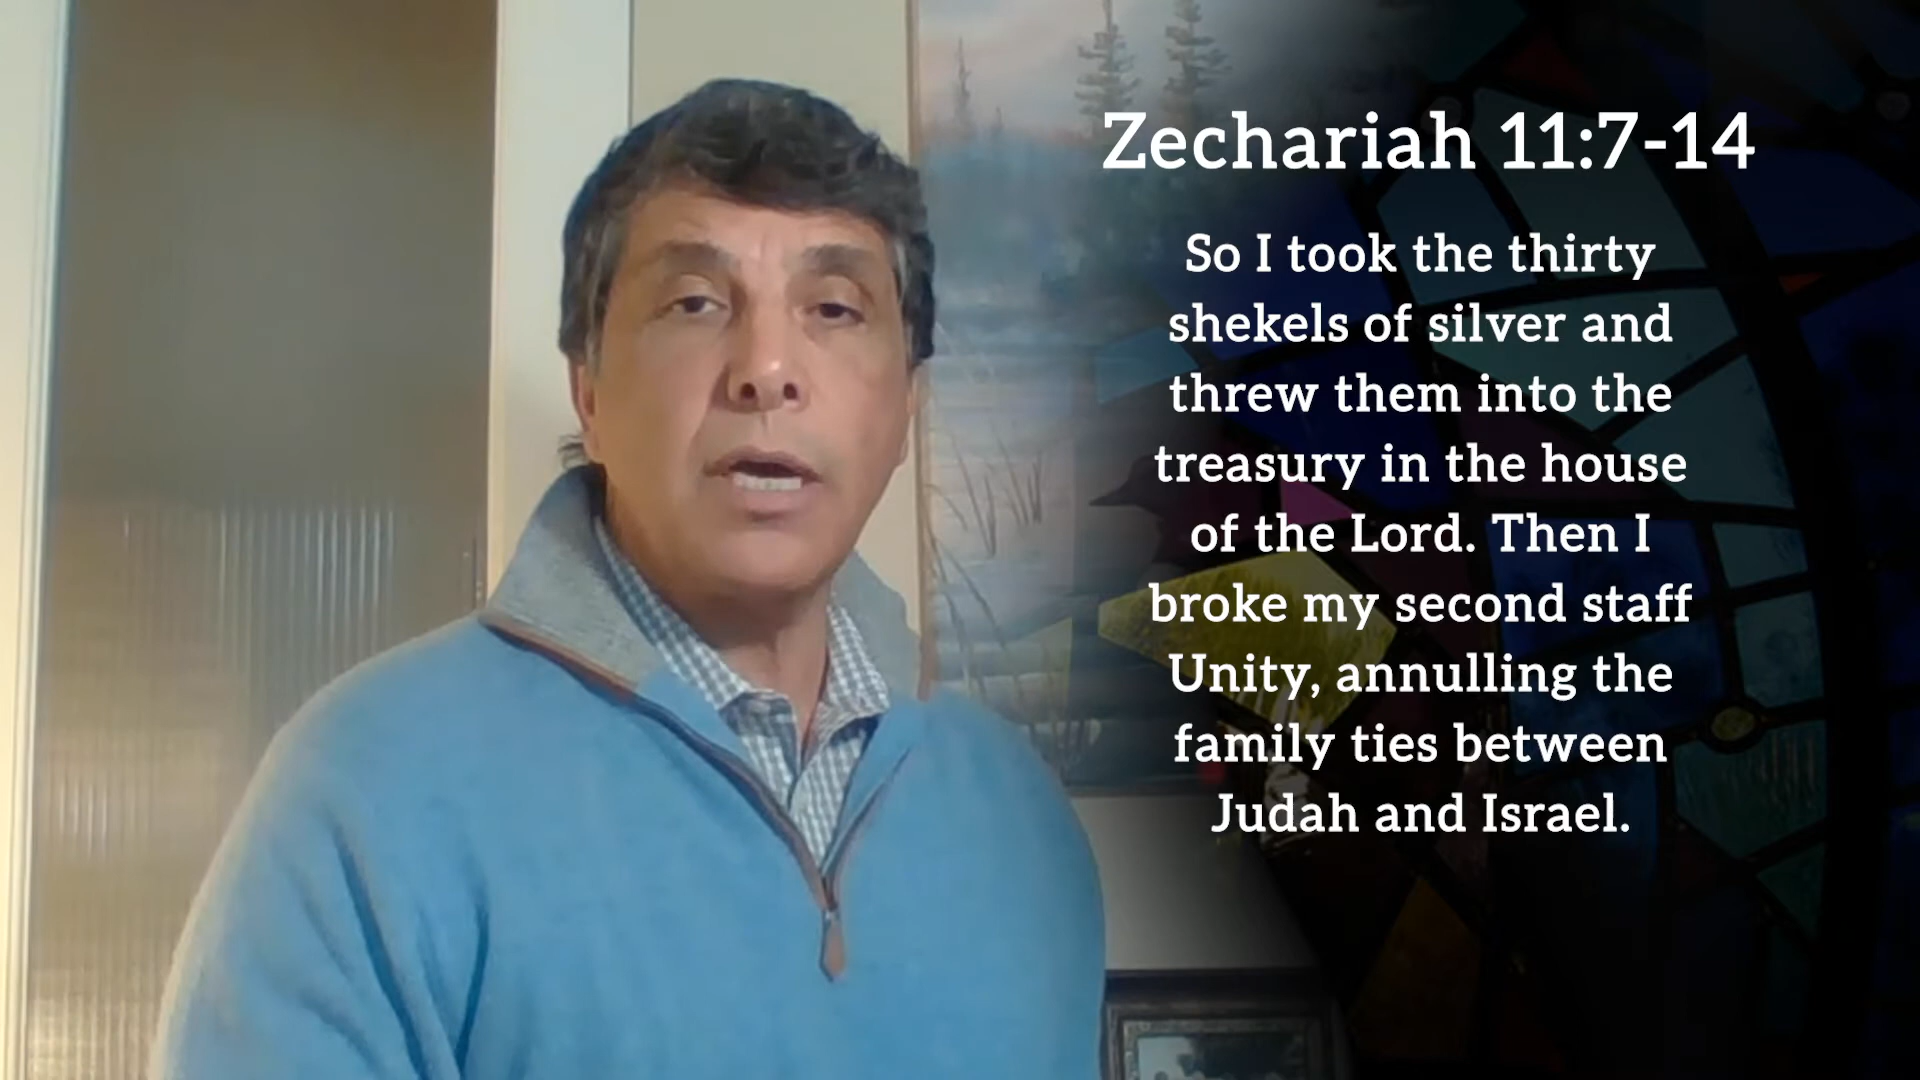 Zechariah 11:7-14
So I took the thirty
shekels of silver and
threw them into the
treasury in the house
of the Lord. Then I
broke my second staff
Unity, annulling the
family ties between
Judah and Israel.